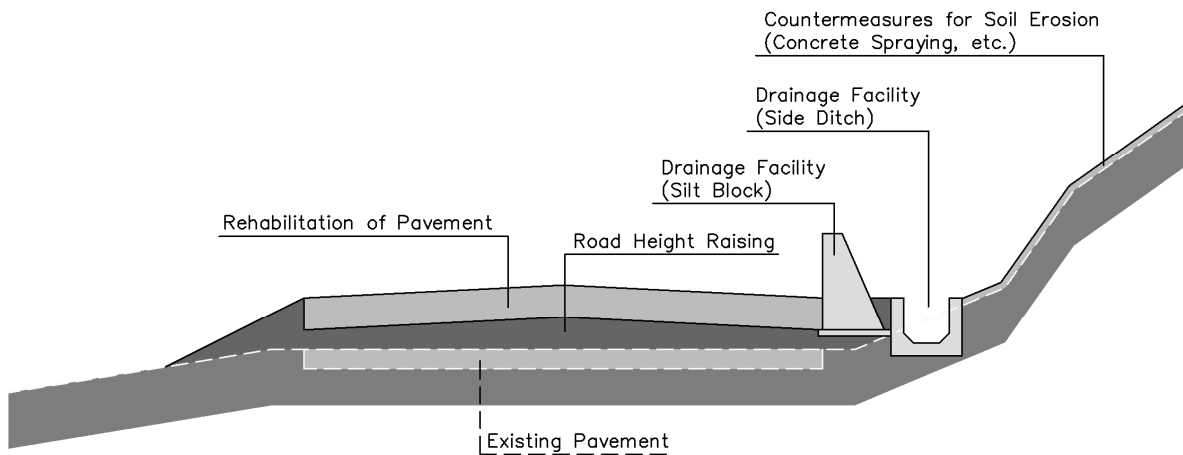 Countermeasures for Soil Erosion
(Concrete Spraying, etc.)
Drainage Facility
(Side Ditch)
Drainage Facility
(Silt Block)
Rehabilitation of Pavement
Road Height Raising
Existing Pavement